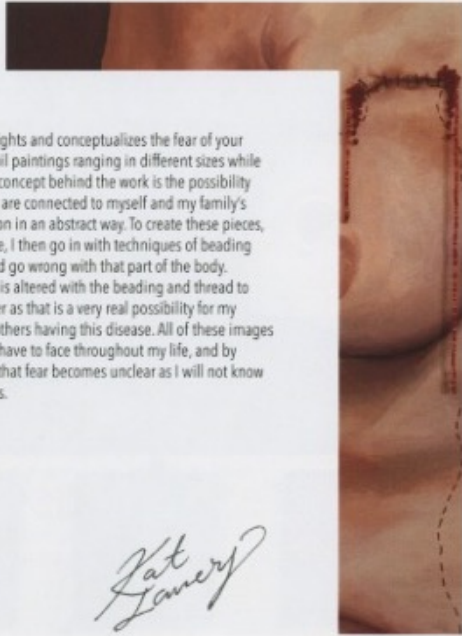 ghts and conceptualizes the fear of your
il paintings ranging in different sizes while
concept behind the work is the possibility
are connected to myself and my family's
on in an abstract way. To create these pieces,
e, I then go in with techniques of beading
d go wrong with that part of the body.
is altered with the beading and thread to
er as that is a very real possibility for my
thers having this disease. All of these images
have to face throughout my life, and by
that fear becomes unclear as I will not know
s.
Kat